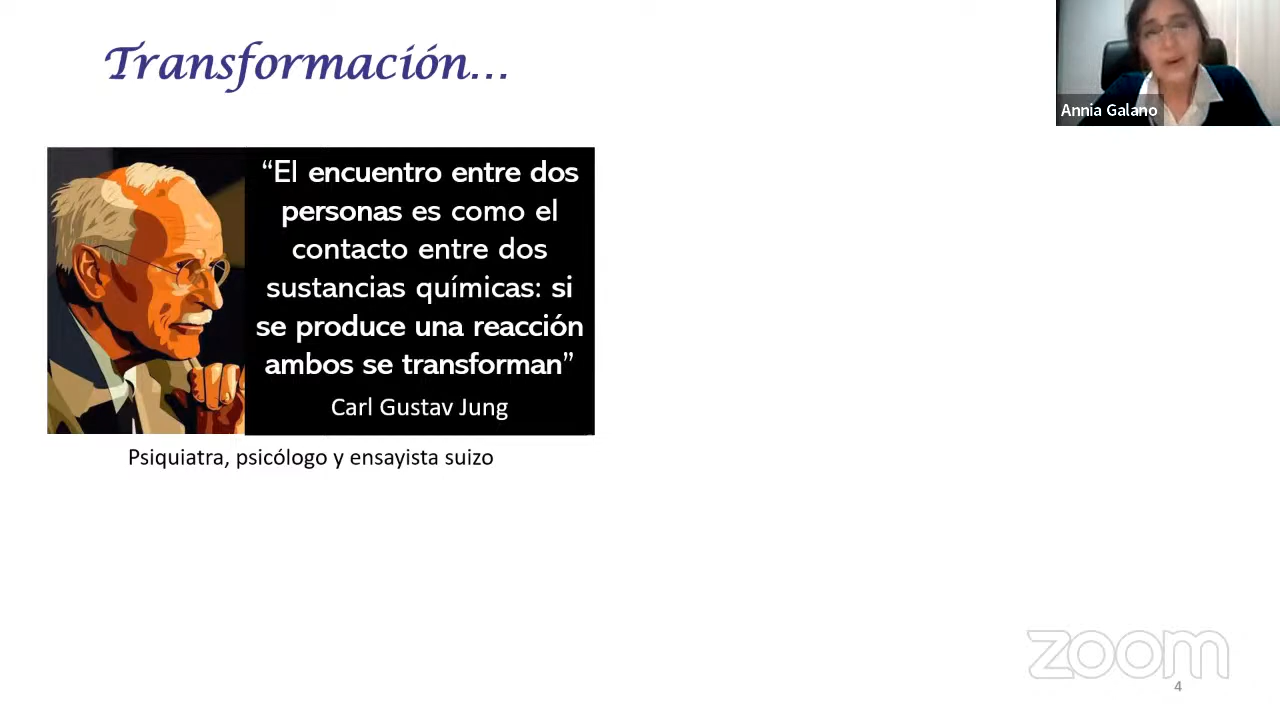 Transformación...
Annia Galano
“El encuentro entre dos
personas es como el
contacto entre dos
sustancias químicas: si
se produce una reacción
ambos se transforman”
Carl Gustav Jung
Psiquiatra, psicólogo y ensayista suizo
zoom
4